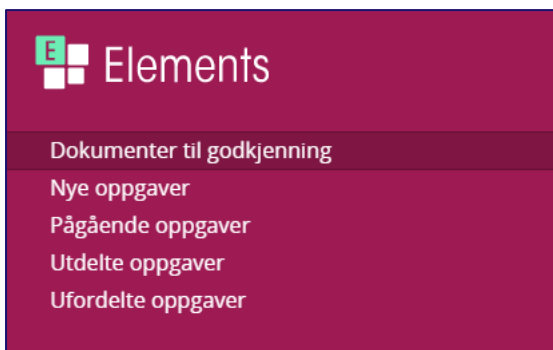 E Elements
Dokumenter til godkjenning
Nye oppgaver
Pågående oppgaver
Utdelte oppgaver
Ufordelte oppgaver